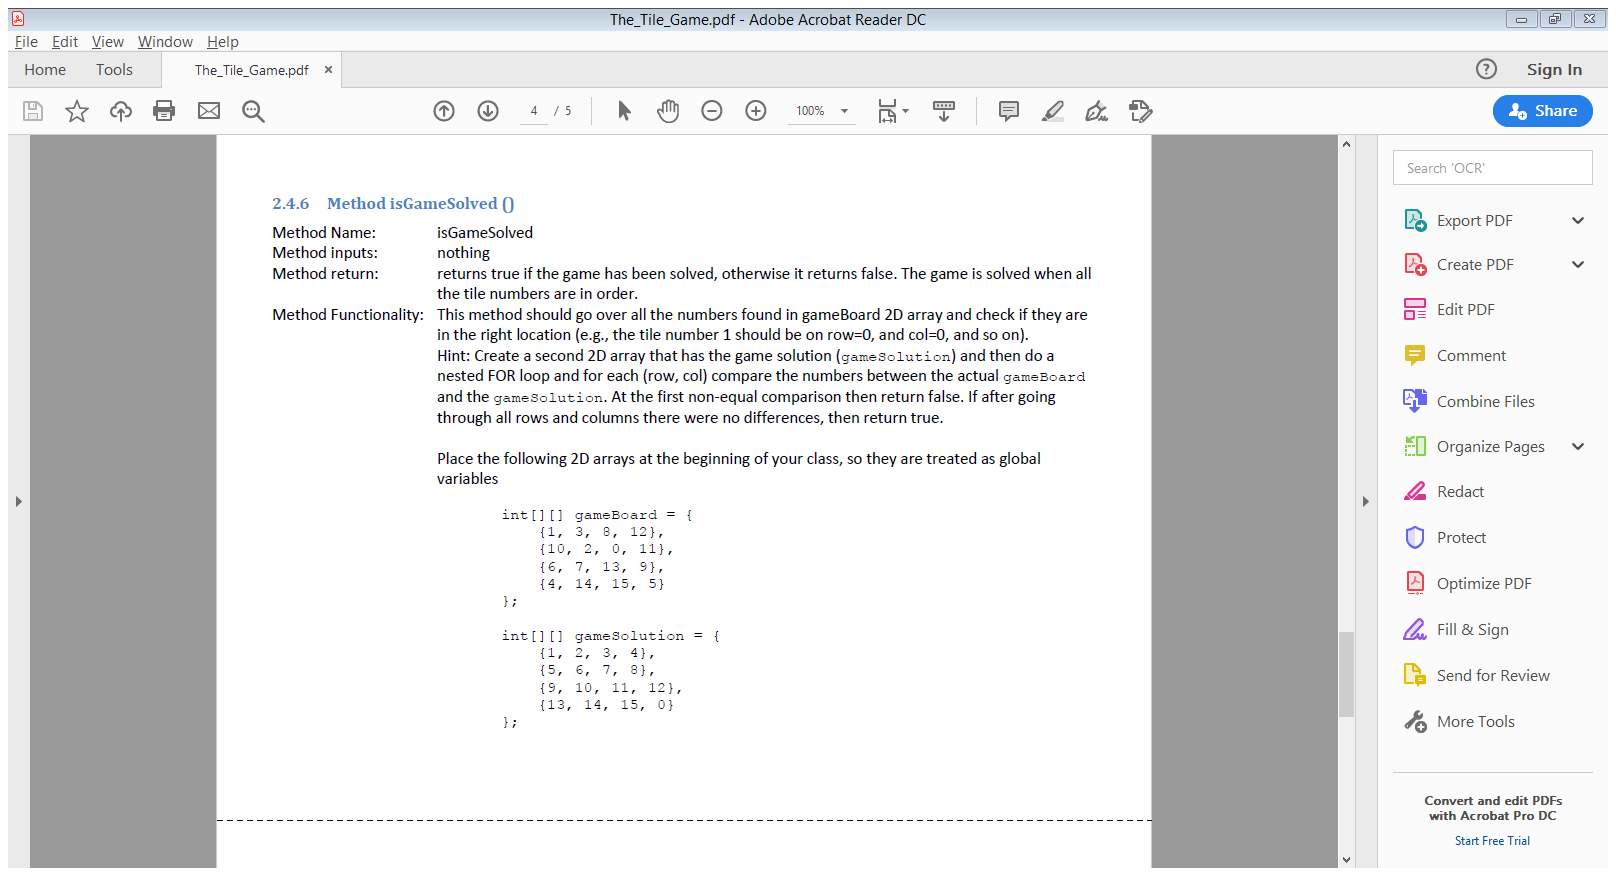 The_Tile_Game.pdf - Adobe Acrobat Reader DC
File Edit View Window Help
Home Tools The_Tile_Game.pdf × ? Sign In
4 / 5 100% Share
2.4.6 Method isGameSolved ()
Method Name: isGameSolved
Method inputs: nothing
Method return: returns true if the game has been solved, otherwise it returns false. The game is solved when all
the tile numbers are in order.
Method Functionality: This method should go over all the numbers found in gameBoard 2D array and check if they are
in the right location (e.g., the tile number 1 should be on row=0, and col=0, and so on).
Hint: Create a second 2D array that has the game solution (gameSolution) and then do a
nested FOR loop and for each (row, col) compare the numbers between the actual gameBoard
and the gameSolution. At the first non-equal comparison then return false. If after going
through all rows and columns there were no differences, then return true.
Place the following 2D arrays at the beginning of your class, so they are treated as global
variables
int[][] gameBoard = {
{1, 3, 8, 12},
{10, 2, 0, 11},
{6, 7, 13, 9},
{4, 14, 15, 5}
};
int[][] gameSolution = {
{1, 2, 3, 4},
{5, 6, 7, 8},
{9, 10, 11, 12},
{13, 14, 15, 0}
};
Search 'OCR'
Export PDF
Create PDF
Edit PDF
Comment
Combine Files
Organize Pages
Redact
Protect
Optimize PDF
Fill & Sign
Send for Review
More Tools
Convert and edit PDFs
with Acrobat Pro DC
Start Free Trial